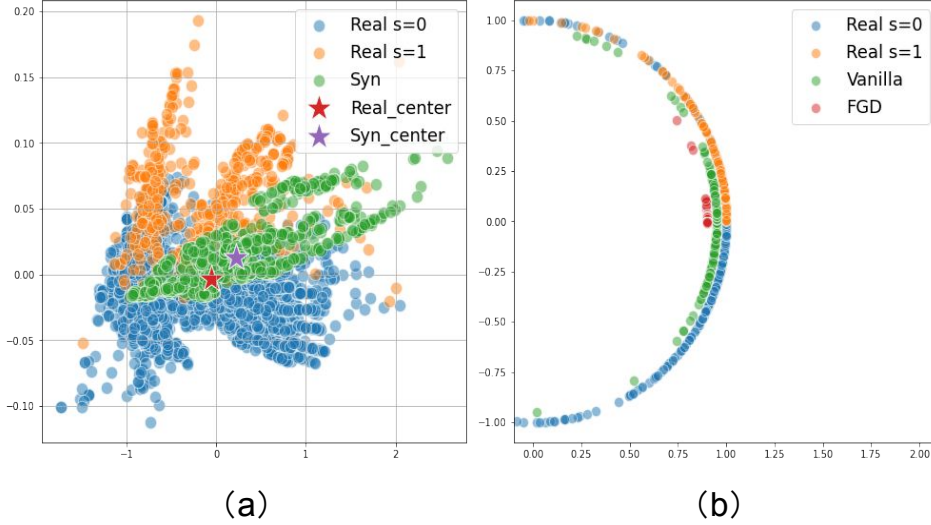 0.20
0.15
0.10
0.05
0.00
−0.05
−0.10
−1
0
1
2
Real s=0
Real s=1
Syn
Real_center
Syn_center
(a)
1.00
0.75
0.50
0.25
0.00
−0.25
−0.50
−0.75
−1.00
0.00
0.25
0.50
0.75
1.00
1.25
1.50
1.75
2.00
Real s=0
Real s=1
Vanilla
FGD
(b)